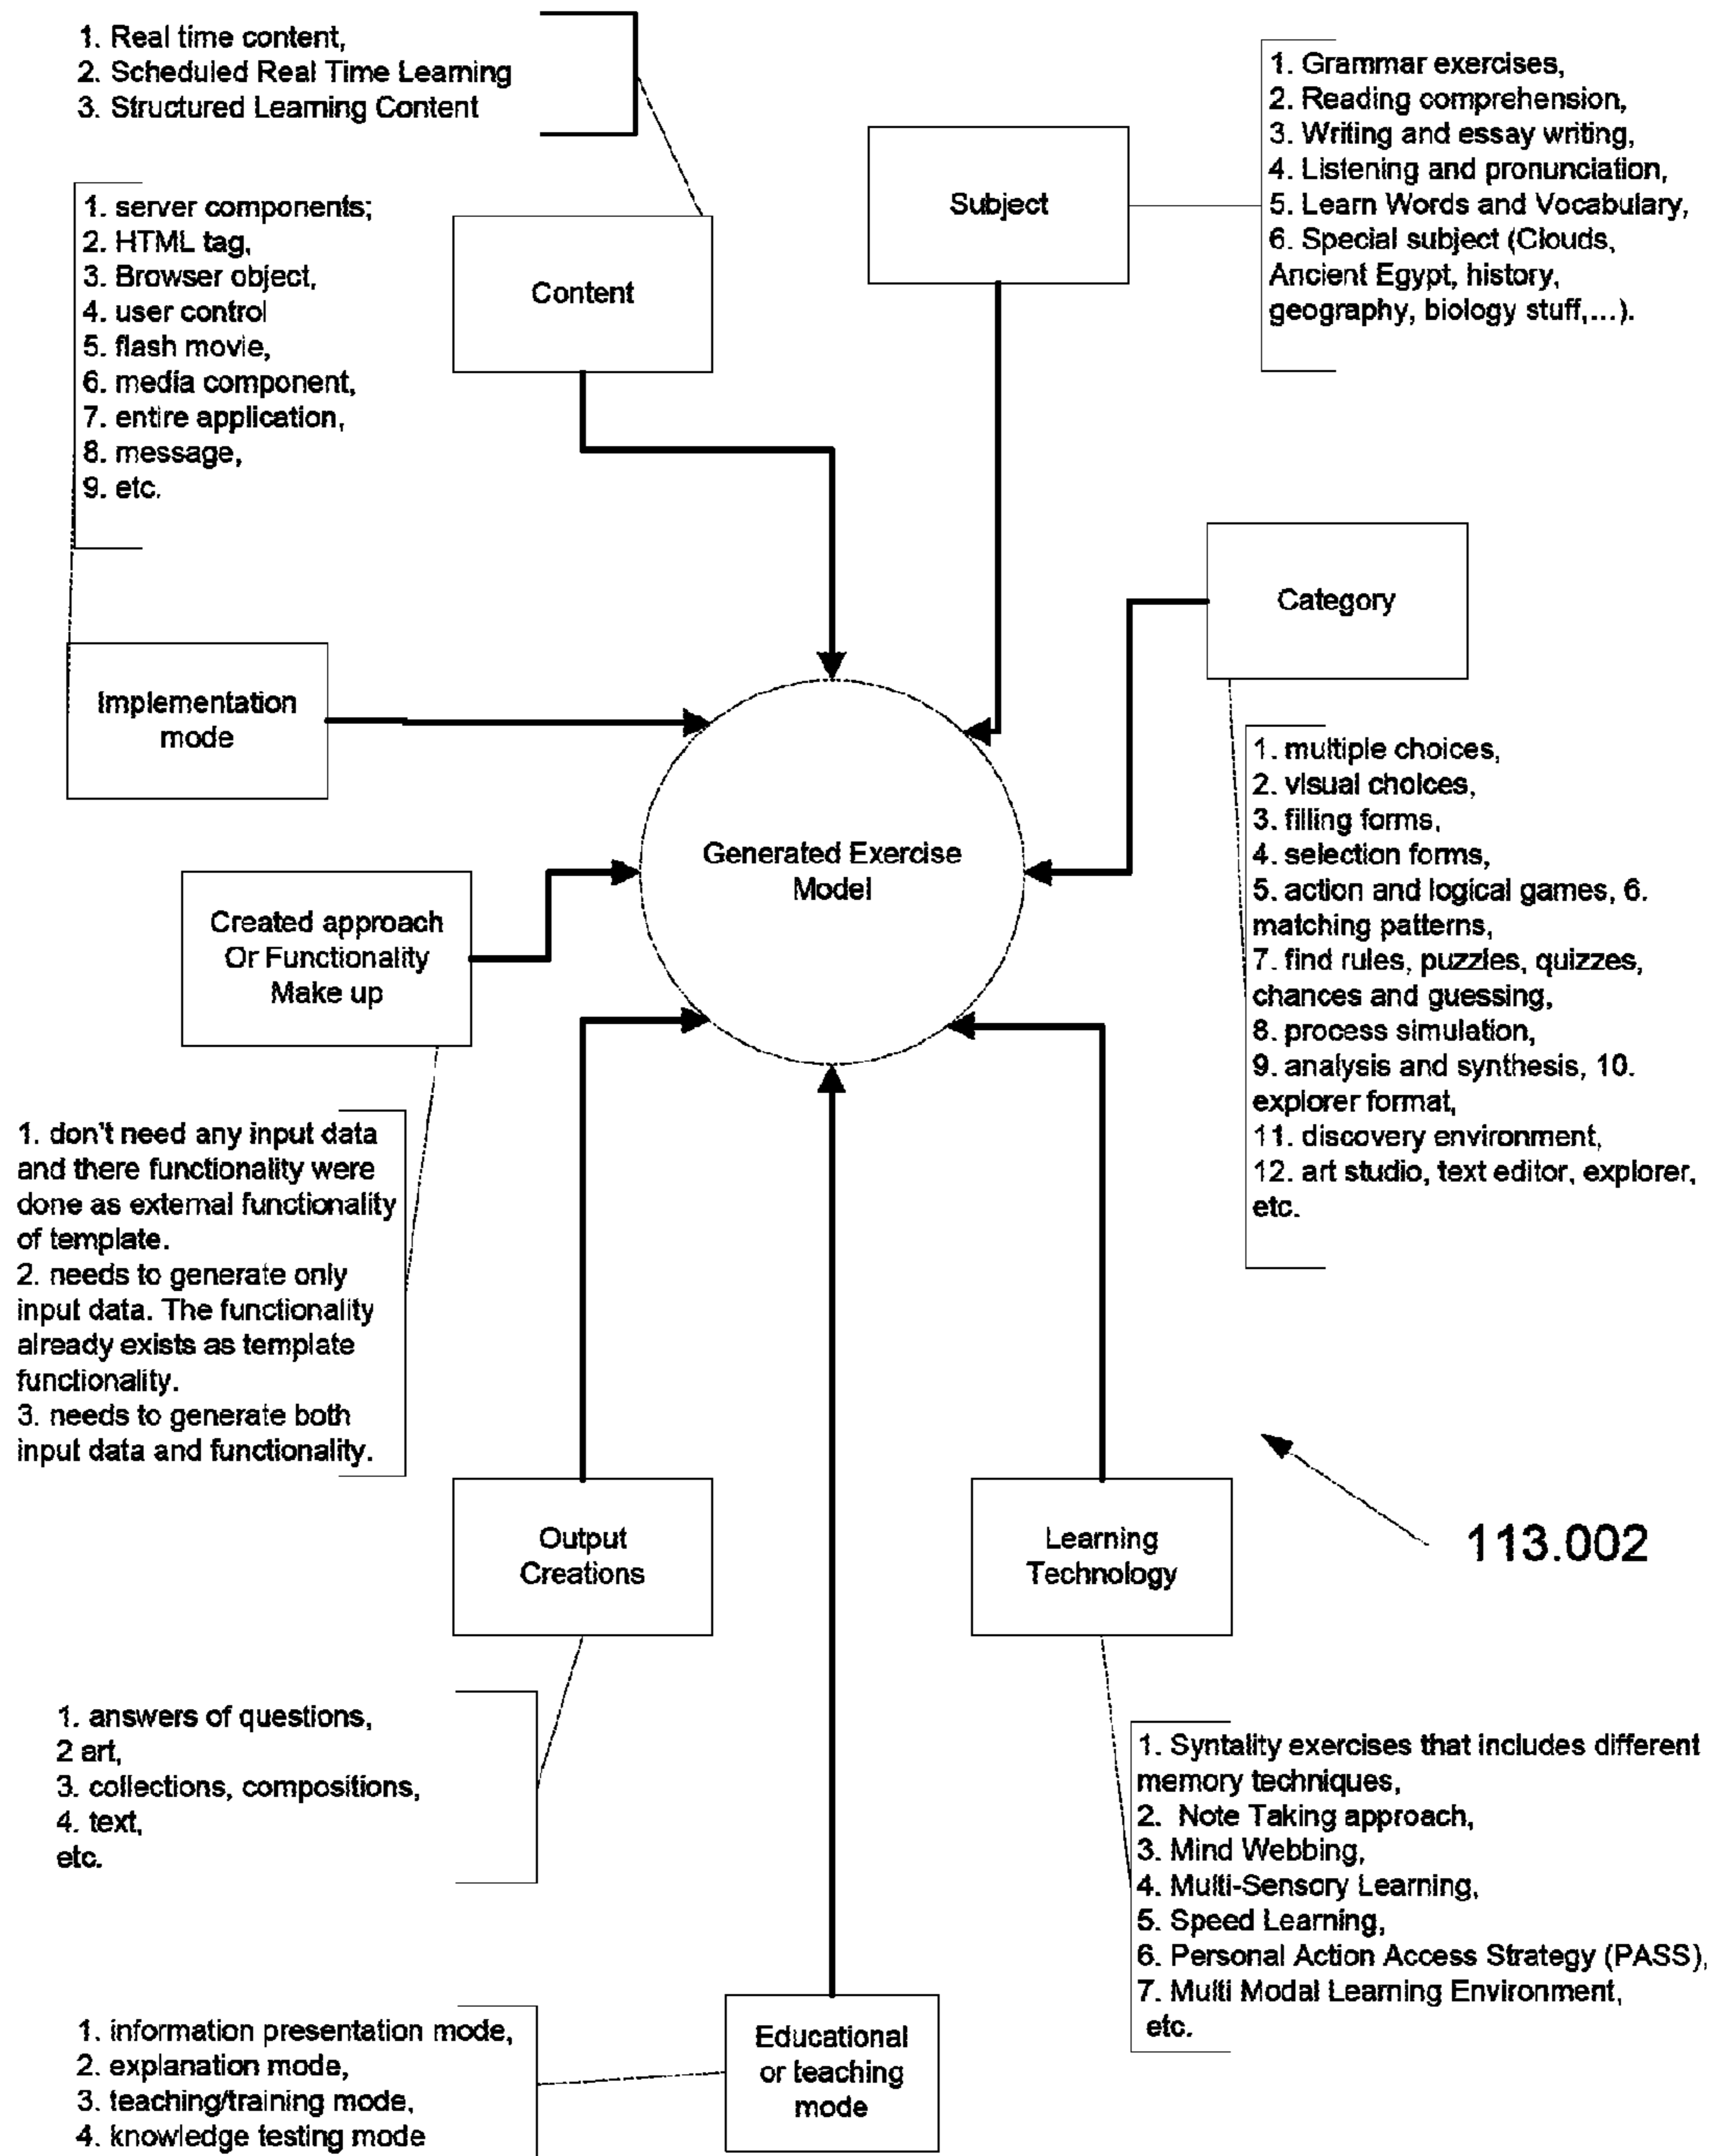 1. Real time content,
2. Scheduled Real Time Learning
3. Structured Learning Content
1. Grammar exercises,
2. Reading comprehension,
3. Writing and essay writing,
4. Listening and pronunciation,
5. Learn Words and Vocabulary,
6. Special subject (Clouds,
Ancient Egypt, history,
geography, biology stuff,...).
Subject
1. server components;
2. HTML tag,
3. Browser object,
4. user control
5. flash movie,
6. media component,
7. entire application,
8. message,
9. etc.
Content
Category
Implementation
mode
1. multiple choices,
2. visual choices,
3. filling forms,
4. selection forms,
5. action and logical games, 6.
matching patterns,
7. find rules, puzzles, quizzes,
chances and guessing,
8. process simulation,
9. analysis and synthesis, 10.
explorer format,
11. discovery environment,
12. art studio, text editor, explorer,
etc.
Generated Exercise
Model
Created approach
Or Functionality
Make up
1. don't need any input data
and there functionality were
done as external functionality
of template.
2. needs to generate only
input data. The functionality
already exists as template
functionality.
3. needs to generate both
input data and functionality.
Output
Creations
Learning
Technology
113.002
1. answers of questions,
2 art,
3. collections, compositions,
4. text,
etc.
1. Syntality exercises that includes different
memory techniques,
2. Note Taking approach,
3. Mind Webbing,
4. Multi-Sensory Learning,
5. Speed Learning,
6. Personal Action Access Strategy (PASS),
7. Multi Modal Learning Environment,
etc.
1. information presentation mode,
2. explanation mode,
3. teaching/training mode,
4. knowledge testing mode
Educational
or teaching
mode